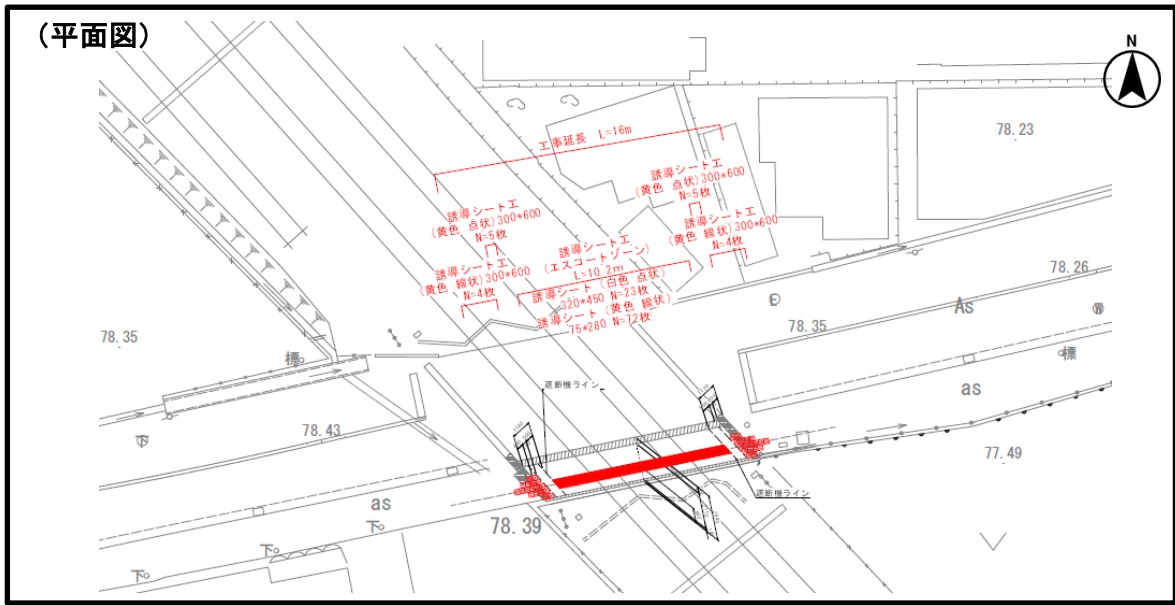 (平面図)
N
工事延長 L=16m
78.23
誘導シート工
(黄色 点状)300*600
N=5枚
誘導シート工
(黄色 点状)300*600
N=5枚
誘導シート工
(黄色 線状)300*600
N=4枚
誘導シート工
(エスコートゾーン)
L=10.2m
誘導シート工
(黄色 線状)300*600
N=4枚
誘導シート(白色 点状)
320*450 N=23枚
誘導シート(黄色 線状)
75*280 N=72枚
78.26
78.35
78.35
As
標
標
遮断機ライン
as
78.43
下
77.49
遮断機ライン
as
78.39
下
下
下